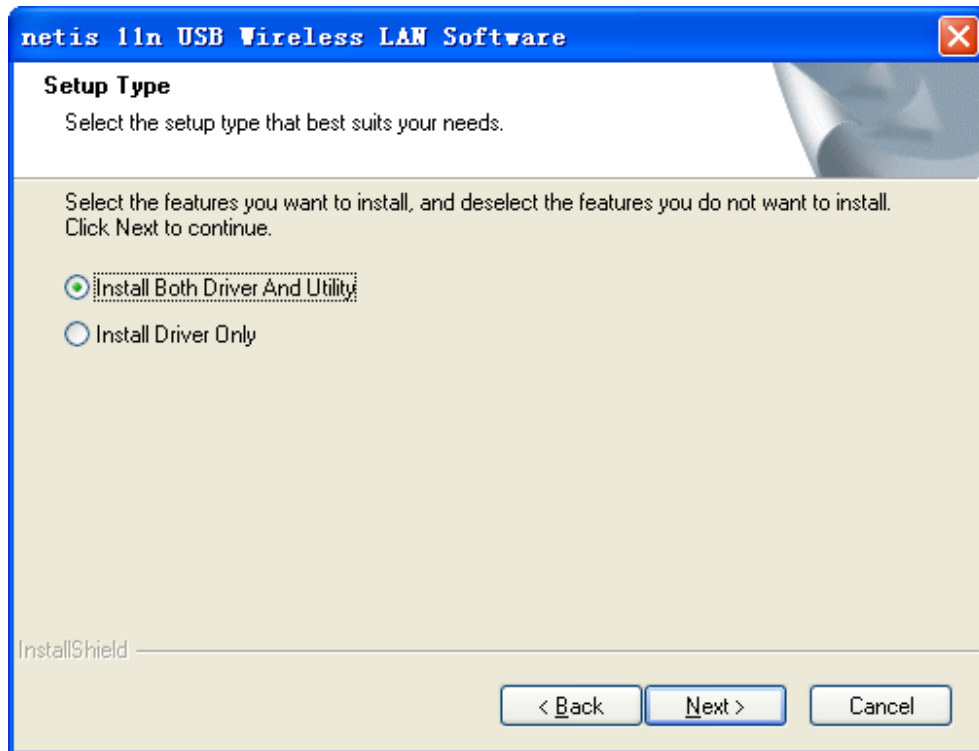 netis 11n USB Wireless LAN Software
Setup Type
Select the setup type that best suits your needs.
Select the features you want to install, and deselect the features you do not want to install.
Click Next to continue.
Install Both Driver And Utility
Install Driver Only
InstallShield
< Back
Next >
Cancel